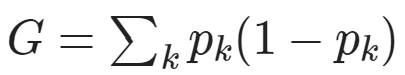 G = ∑ₖ pₖ(1 − pₖ)